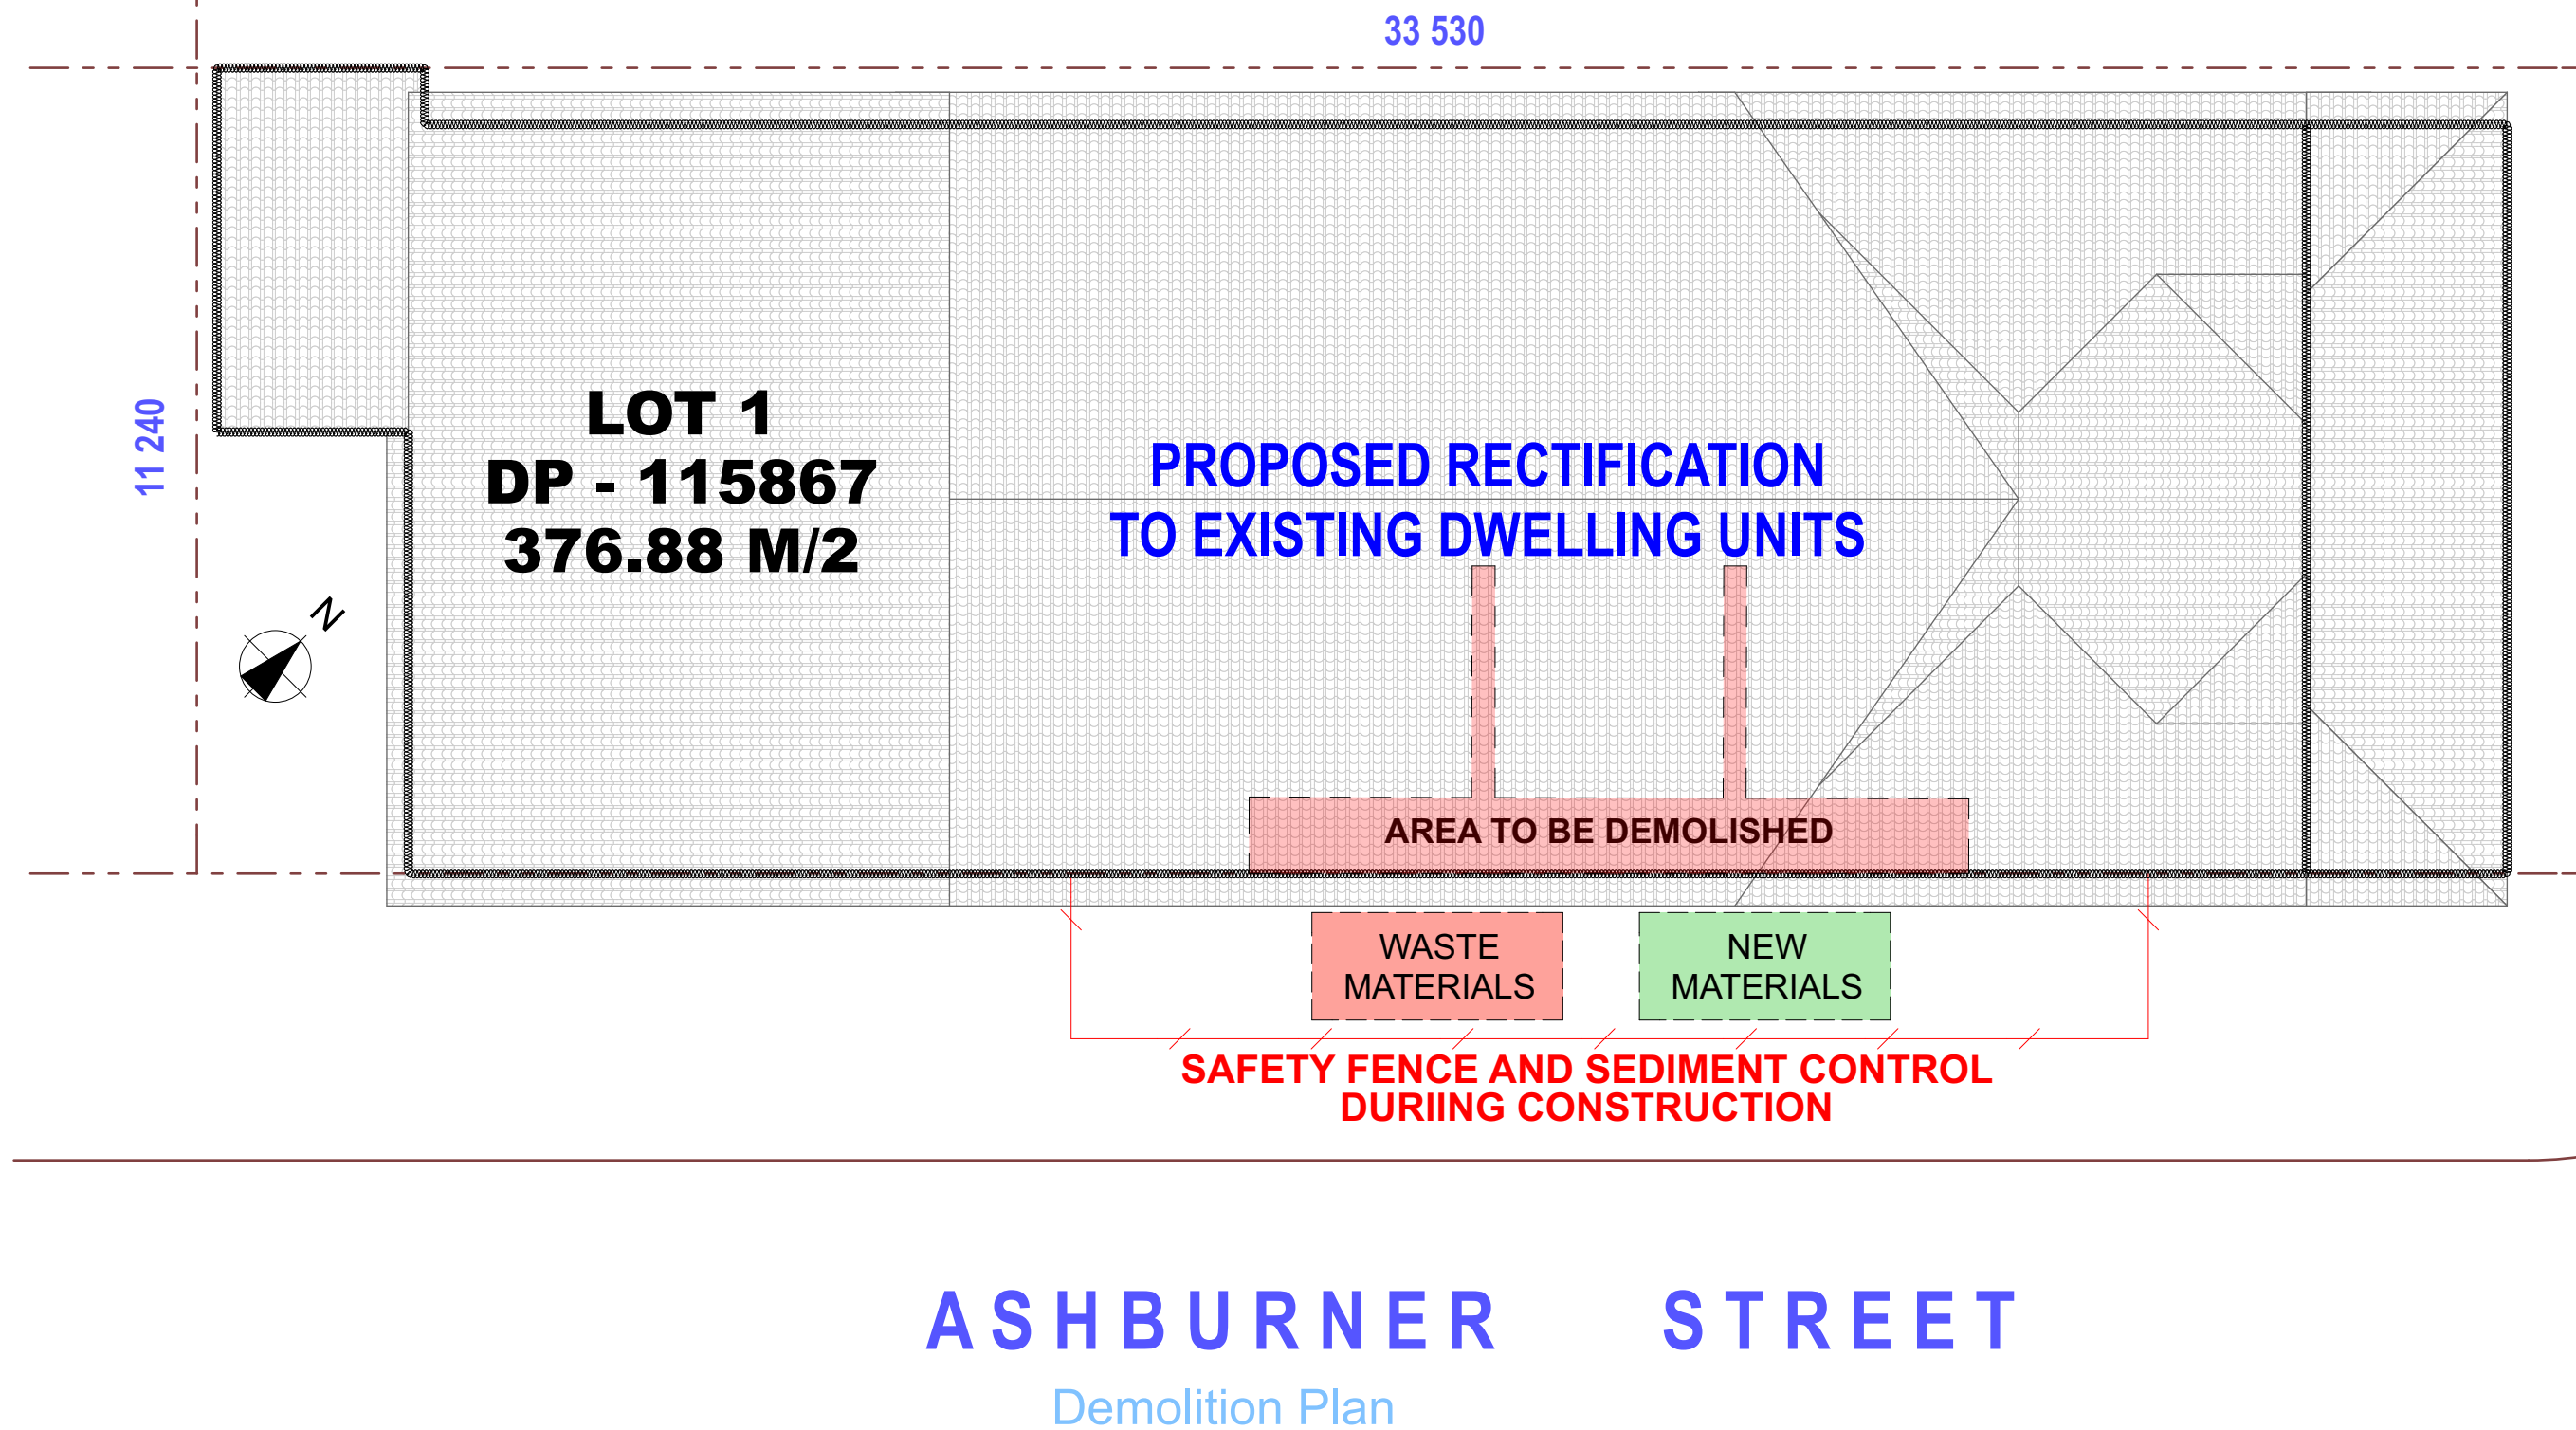 33 530
11 240
LOT 1
DP - 115867
376.88 M/2
PROPOSED RECTIFICATION
TO EXISTING DWELLING UNITS
N
AREA TO BE DEMOLISHED
WASTE
MATERIALS
NEW
MATERIALS
SAFETY FENCE AND SEDIMENT CONTROL
DURIING CONSTRUCTION
ASHBURNER STREET
Demolition Plan